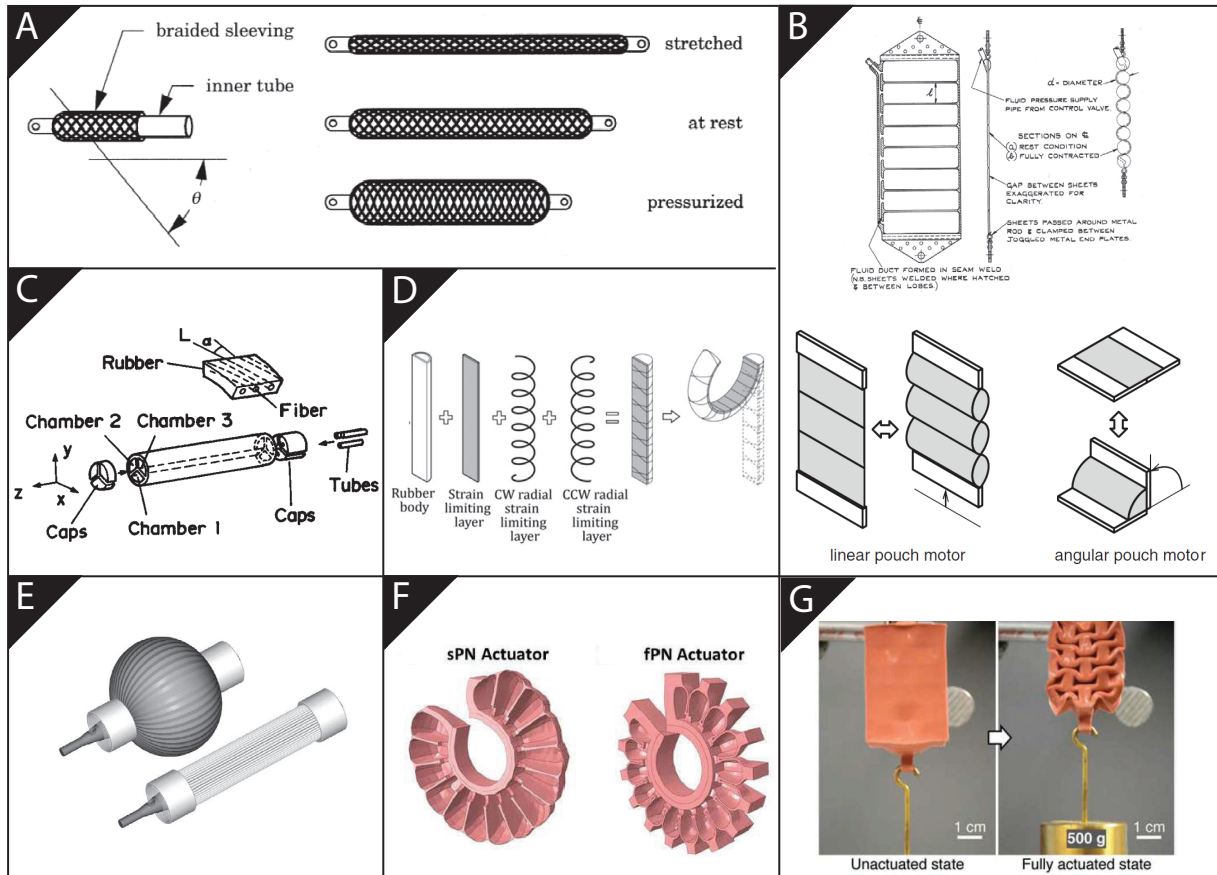 A
braided sleeving
inner tube
θ
stretched
at rest
pressurized
B
℄
l
FLUID PRESSURE SUPPLY
PIPE FROM CONTROL VALVE.
d = DIAMETER
SECTIONS ON ℄
(a) REST CONDITION
(b) FULLY CONTRACTED
GAP BETWEEN SHEETS
EXAGGERATED FOR
CLARITY.
SHEETS PASSED AROUND METAL
ROD & CLAMPED BETWEEN
JOGGLED METAL END PLATES.
FLUID DUCT FORMED IN SEAM WELD
(N.B. SHEETS WELDED WHERE HATCHED
& BETWEEN LOBES.)
linear pouch motor
angular pouch motor
C
L
α
Rubber
Fiber
Chamber 2
Chamber 3
y
z
x
Caps
Chamber 1
Caps
Tubes
D
Rubber
body
Strain
limiting
layer
CW radial
strain
limiting
layer
CCW radial
strain
limiting
layer
E
F
sPN Actuator
fPN Actuator
G
1 cm
500 g
1 cm
Unactuated state
Fully actuated state